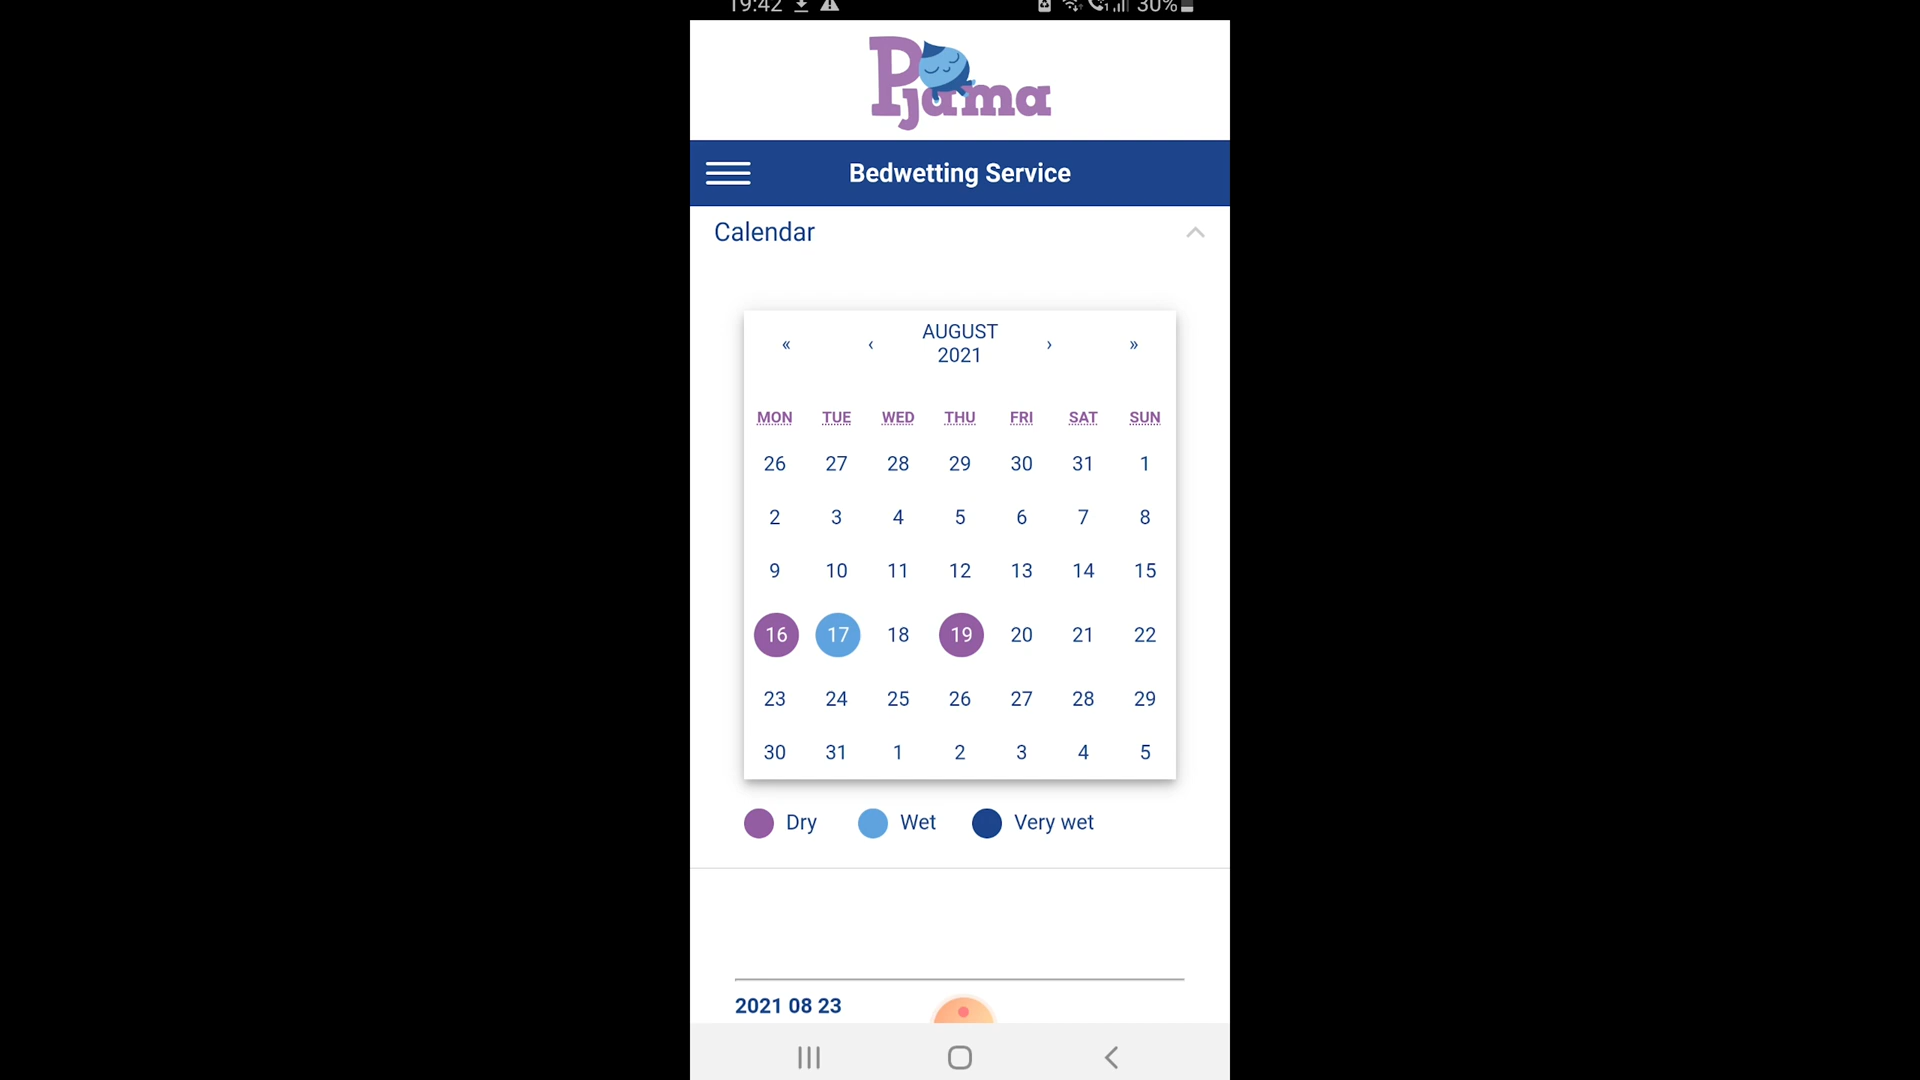 19:42 30%
Pjama
Bedwetting Service
Calendar
« ‹ AUGUST 2021 › »
MON TUE WED THU FRI SAT SUN
26 27 28 29 30 31 1
2 3 4 5 6 7 8
9 10 11 12 13 14 15
16 17 18 19 20 21 22
23 24 25 26 27 28 29
30 31 1 2 3 4 5
Dry Wet Very wet
2021 08 23